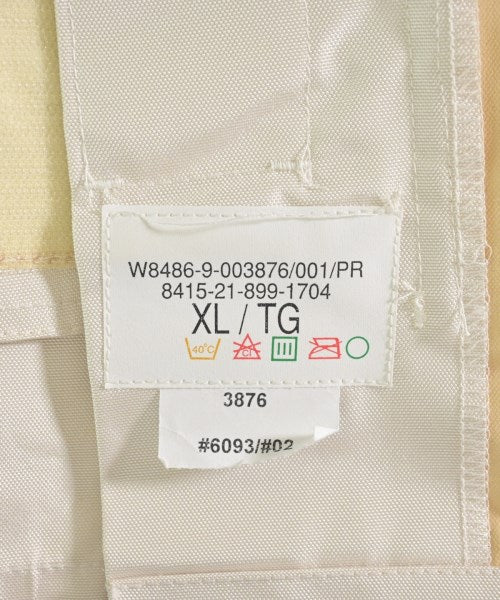 W8486-9-003876/001/PR
8415-21-899-1704
XL / TG
40°C CL
3876
#6093/#02